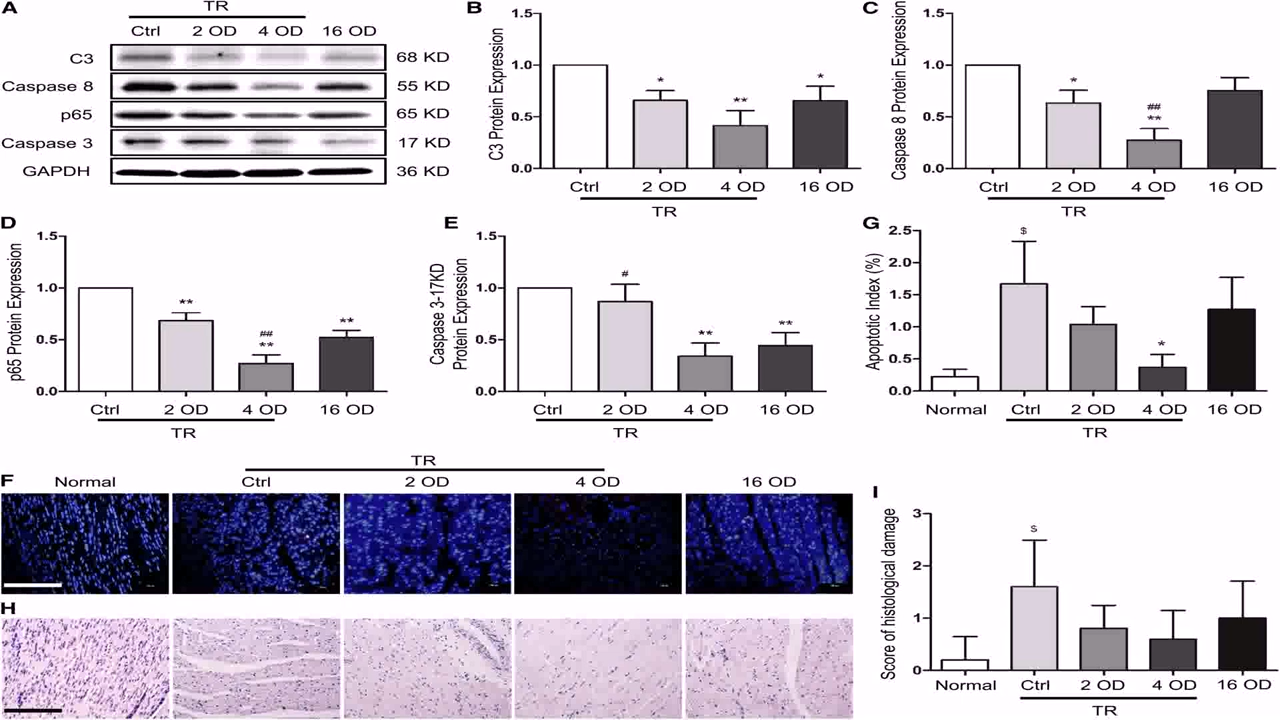 A
TR
Ctrl 2 OD 4 OD 16 OD
C3 68 KD
Caspase 8 55 KD
p65 65 KD
Caspase 3 17 KD
GAPDH 36 KD
B
C3 Protein Expression
1.5
1.0
0.5
0.0
* ** *
Ctrl 2 OD 4 OD 16 OD
TR
C
Caspase 8 Protein Expression
1.5
1.0
0.5
0.0
*
##
**
Ctrl 2 OD 4 OD 16 OD
TR
D
p65 Protein Expression
1.5
1.0
0.5
0.0
**
##
**
**
Ctrl 2 OD 4 OD 16 OD
TR
E
Caspase 3-17KD
Protein Expression
1.5
1.0
0.5
0.0
#
**
**
Ctrl 2 OD 4 OD 16 OD
TR
G
Apoptotic Index (%)
2.5
2.0
1.5
1.0
0.5
0.0
$
*
Normal Ctrl 2 OD 4 OD 16 OD
TR
F
TR
Normal Ctrl 2 OD 4 OD 16 OD
H
I
Score of histological damage
3
2
1
0
$
Normal Ctrl 2 OD 4 OD 16 OD
TR